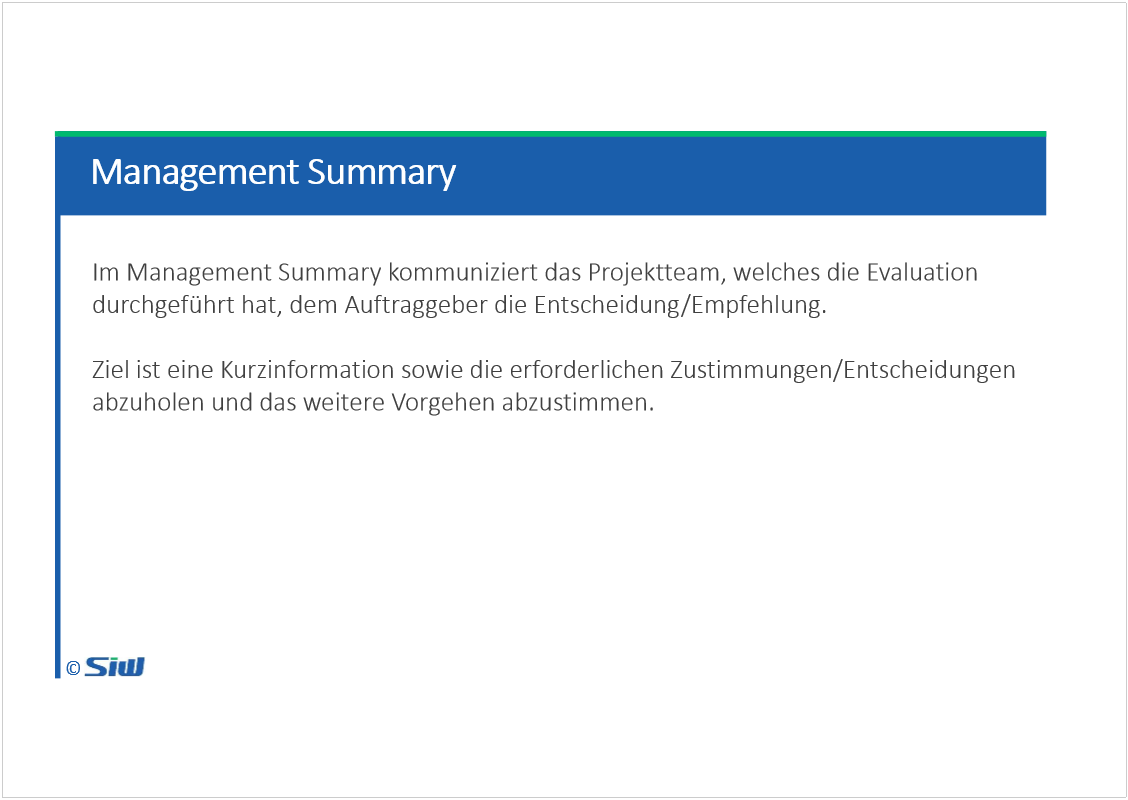 Management Summary
Im Management Summary kommuniziert das Projektteam, welches die Evaluation
durchgeführt hat, dem Auftraggeber die Entscheidung/Empfehlung.
Ziel ist eine Kurzinformation sowie die erforderlichen Zustimmungen/Entscheidungen
abzuholen und das weitere Vorgehen abzustimmen.
© SIW